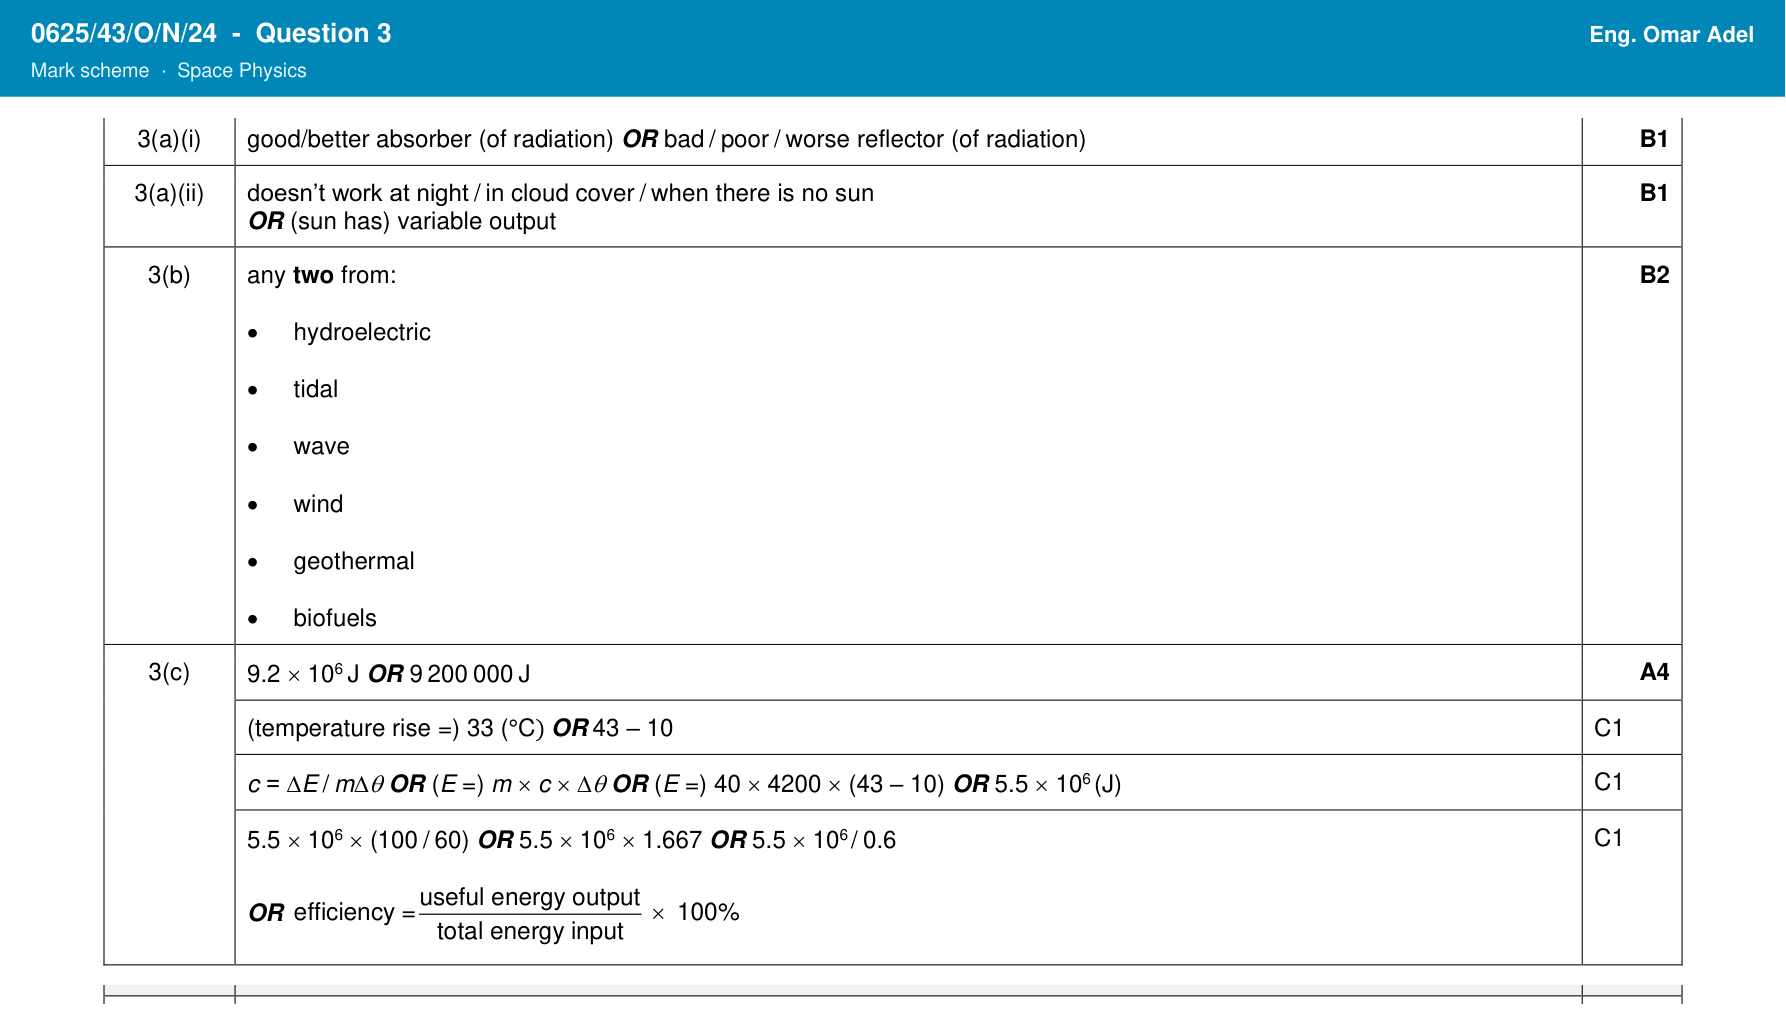 0625/43/O/N/24 - Question 3
Eng. Omar Adel
Mark scheme · Space Physics
3(a)(i) good/better absorber (of radiation) OR bad / poor / worse reflector (of radiation) B1
3(a)(ii) doesn't work at night / in cloud cover / when there is no sun B1
OR (sun has) variable output
3(b) any two from: B2
• hydroelectric
• tidal
• wave
• wind
• geothermal
• biofuels
3(c) 9.2 × 10⁶ J OR 9 200 000 J A4
(temperature rise =) 33 (°C) OR 43 – 10 C1
c = ΔE / mΔθ OR (E =) m × c × Δθ OR (E =) 40 × 4200 × (43 – 10) OR 5.5 × 10⁶ (J) C1
5.5 × 10⁶ × (100 / 60) OR 5.5 × 10⁶ × 1.667 OR 5.5 × 10⁶ / 0.6 C1
useful energy output
OR efficiency = × 100%
total energy input